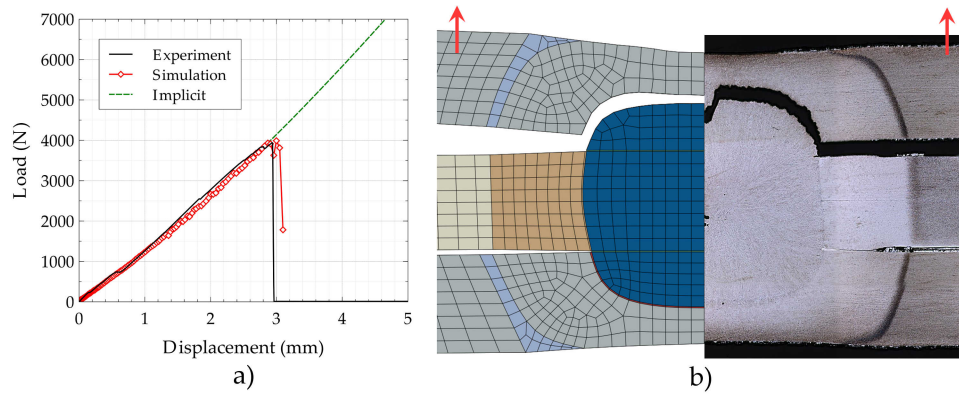 7000
6000
5000
4000
3000
2000
1000
0
Load (N)
Experiment
Simulation
Implicit
0 1 2 3 4 5
Displacement (mm)
a)
b)